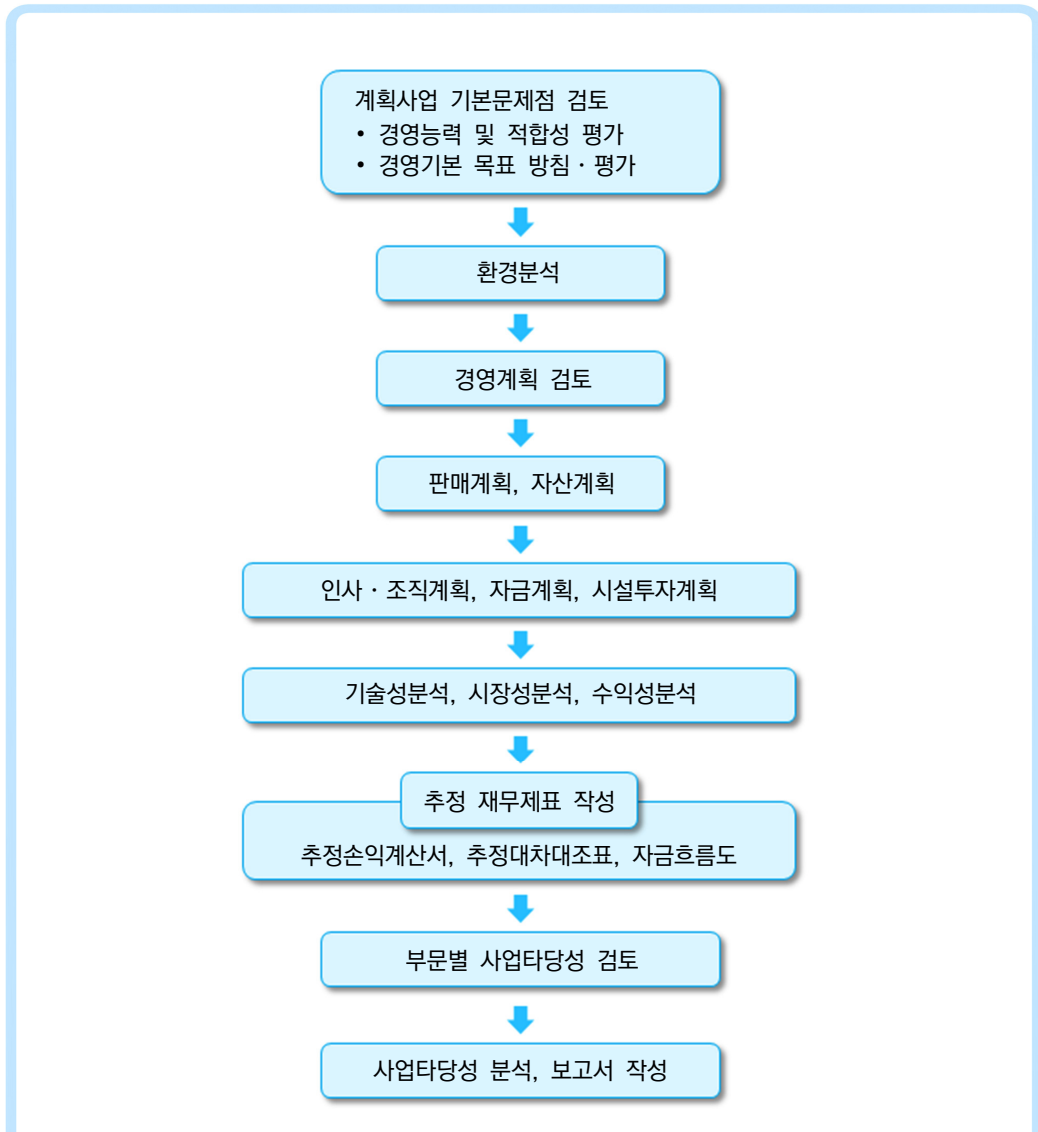 계획사업 기본문제점 검토
• 경영능력 및 적합성 평가
• 경영기본 목표 방침 · 평가
환경분석
경영계획 검토
판매계획, 자산계획
인사 · 조직계획, 자금계획, 시설투자계획
기술성분석, 시장성분석, 수익성분석
추정 재무제표 작성
추정손익계산서, 추정대차대조표, 자금흐름도
부문별 사업타당성 검토
사업타당성 분석, 보고서 작성